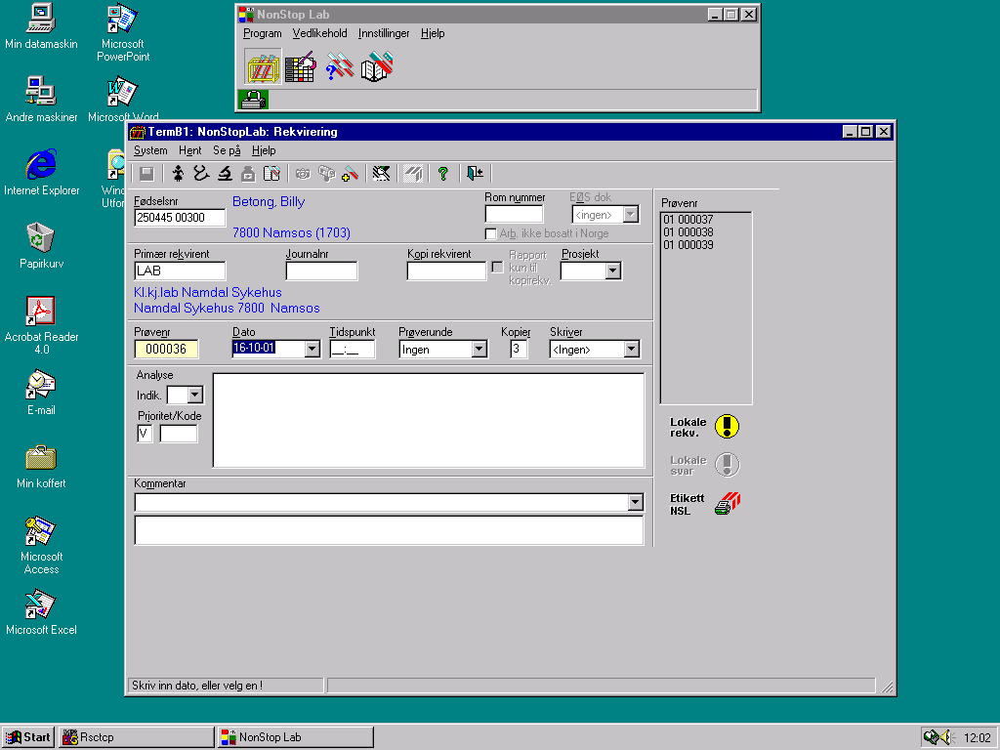 Min datamaskin
Microsoft
PowerPoint
Andre maskiner
Microsoft Word
Internet Explorer
Papirkurv
Acrobat Reader
4.0
E-mail
Min koffert
Microsoft
Access
Microsoft Excel
NonStop Lab
Program Vedlikehold Innstillinger Hjelp
TermB1: NonStopLab: Rekvirering
System Hent Se på Hjelp
Fødselsnr
250445 00300
Betong, Billy
7800 Namsos (1703)
Rom nummer
EØS dok
<ingen>
Arb. ikke bosatt i Norge
Primær rekvirent
LAB
Journalnr
Kopi rekvirent
Rapport
kun til
kopirekv.
Prosjekt
Kl.kj.lab Namdal Sykehus
Namdal Sykehus 7800 Namsos
Prøvenr
000036
Dato
16-10-01
Tidspunkt
__:__
Prøverunde
Ingen
Kopier
3
Skriver
<Ingen>
Analyse
Indik.
Prioritet/Kode
V
Kommentar
Prøvenr
01 000037
01 000038
01 000039
Lokale
rekv.
Lokale
svar
Etikett
NSL
Skriv inn dato, eller velg en !
Start
Rsctcp
NonStop Lab
12:02